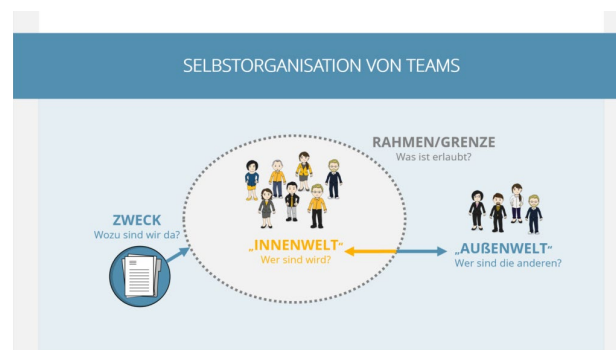 SELBSTORGANISATION VON TEAMS
RAHMEN/GRENZE
Was ist erlaubt?
ZWECK
Wozu sind wir da?
„INNENWELT“
Wer sind wird?
„AUßENWELT“
Wer sind die anderen?